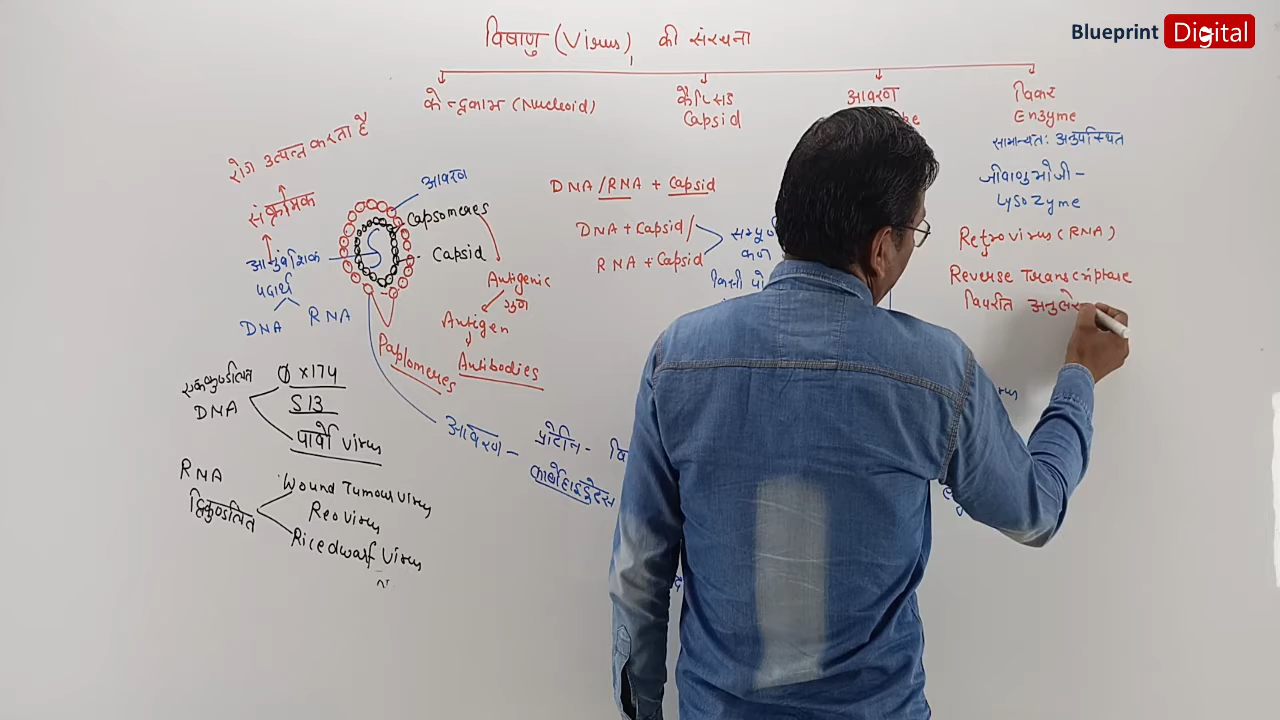 Blueprint Digital
विषाणु (Virus) की संरचना
केन्द्रकाभ (Nucleoid)
कैप्सिड
Capsid
आवरण
विकर
Enzyme
सामान्यतः अनुपस्थित
जीवाणुभोजी -
Lysozyme
Retrovirus (RNA)
Reverse Transcriptase
विपरीत अनुलेख
रोग उत्पन्न करता है
संक्रामक
आनुवंशिक
पदार्थ
DNA RNA
आवरण
Capsomeres
Capsid
Antigenic
गुण
Antigen
Antibodies
Paplomeres
DNA/RNA + Capsid
DNA + Capsid/
RNA + Capsid
कण
किसी
एककुण्डलित
DNA
φ x174
S13
पार्वो virus
RNA
द्विकुण्डलित
Wound Tumour virus
Reo virus
Rice dwarf virus
आवरण -
प्रोटीन -
कार्बोहाइड्रेटस